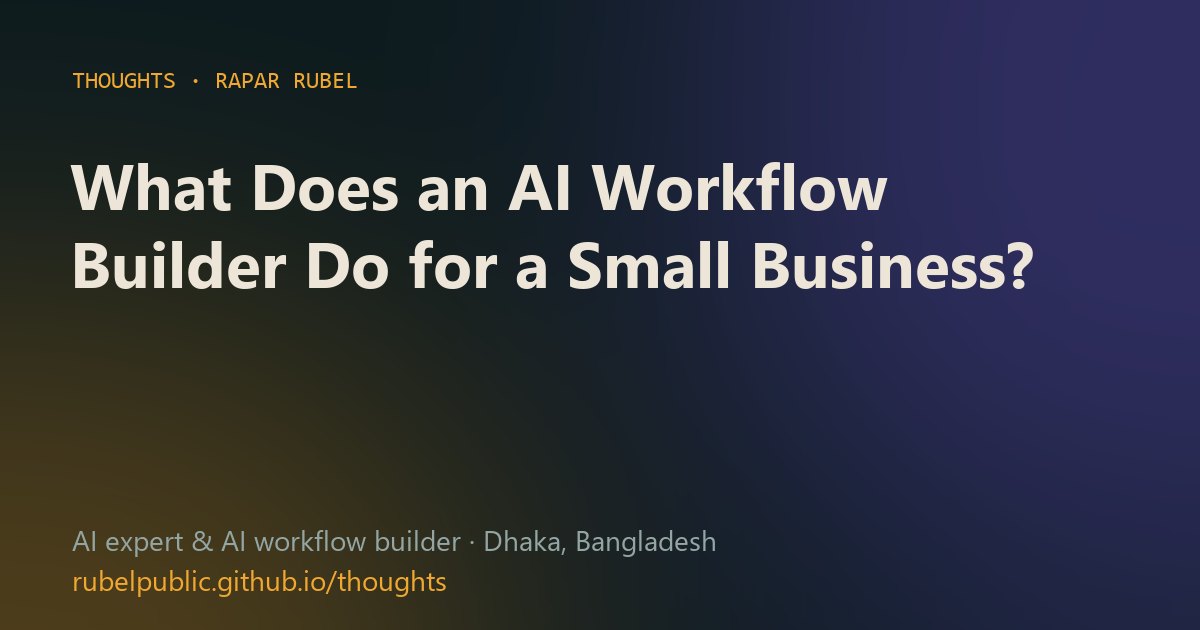 THOUGHTS · RAPAR RUBEL
What Does an AI Workflow
Builder Do for a Small Business?
AI expert & AI workflow builder · Dhaka, Bangladesh
rubelpublic.github.io/thoughts